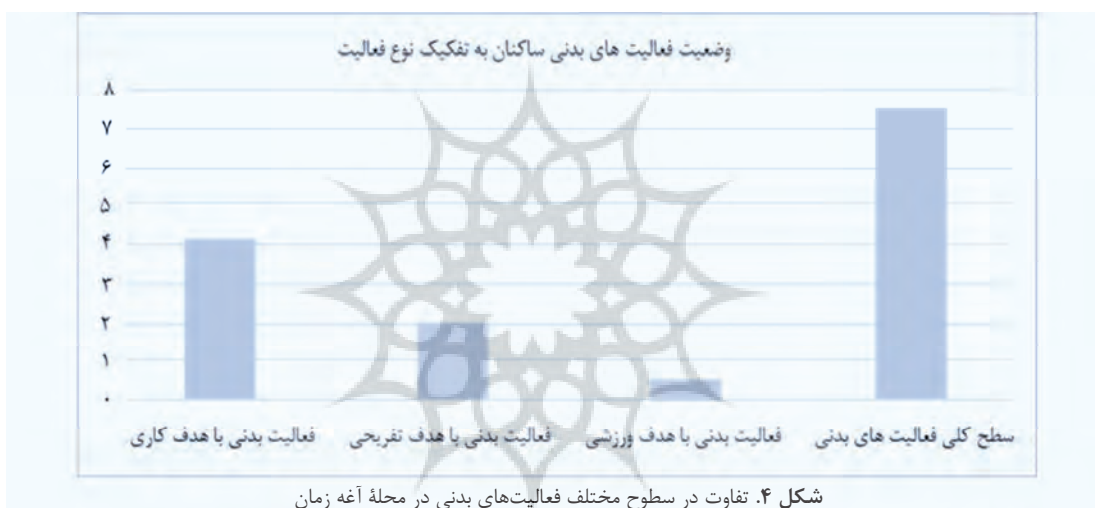 وضعیت فعالیت های بدنی ساکنان به تفکیک نوع فعالیت
۸
۷
۶
۵
۴
۳
۲
۱
۰
فعالیت بدنی با هدف کاری
فعالیت بدنی با هدف تفریحی
فعالیت بدنی با هدف ورزشی
سطح کلی فعالیت های بدنی
شکل ۴. تفاوت در سطوح مختلف فعالیت‌های بدنی در محلۀ آغه زمان